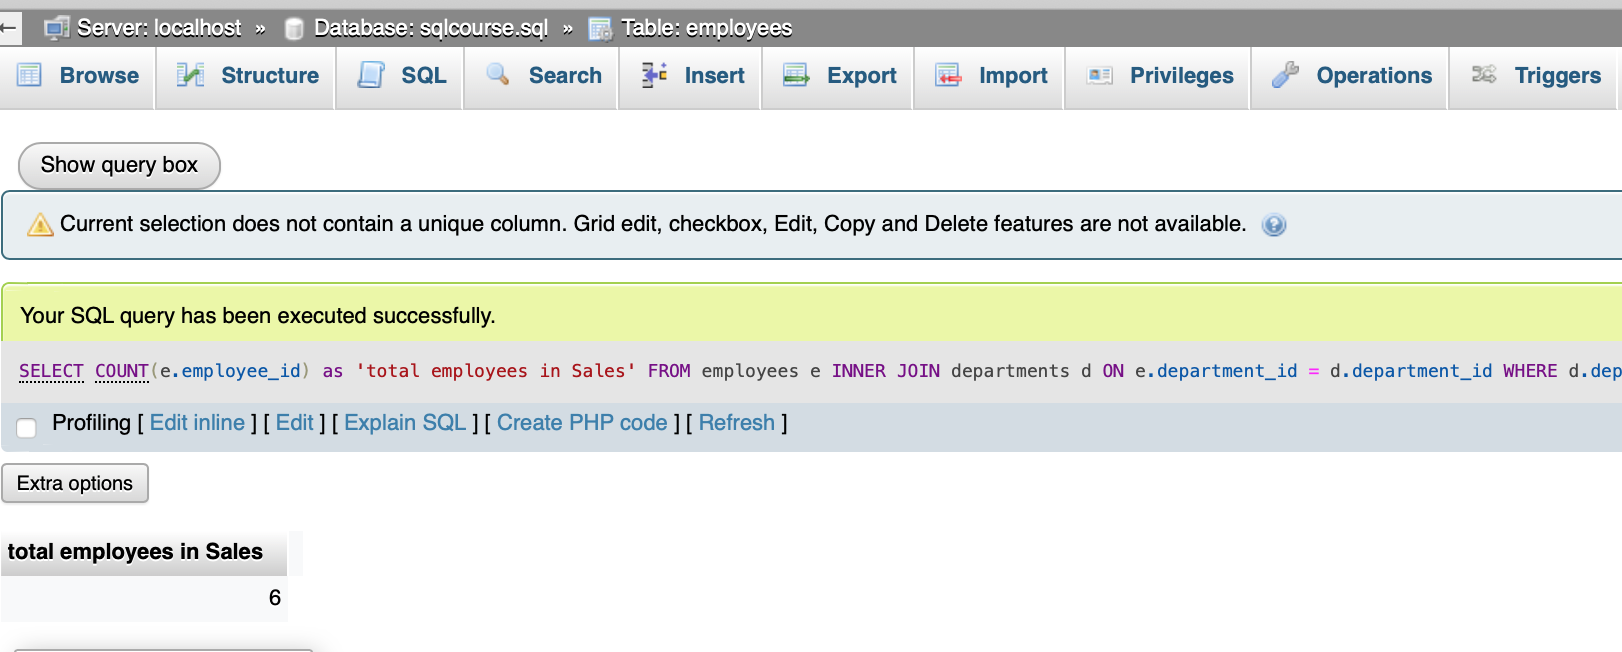 Server: localhost » Database: sqlcourse.sql » Table: employees
Browse Structure SQL Search Insert Export Import Privileges Operations Triggers
Show query box
Current selection does not contain a unique column. Grid edit, checkbox, Edit, Copy and Delete features are not available.
Your SQL query has been executed successfully.
SELECT COUNT(e.employee_id) as 'total employees in Sales' FROM employees e INNER JOIN departments d ON e.department_id = d.department_id WHERE d.dep
Profiling [ Edit inline ] [ Edit ] [ Explain SQL ] [ Create PHP code ] [ Refresh ]
Extra options
total employees in Sales
6